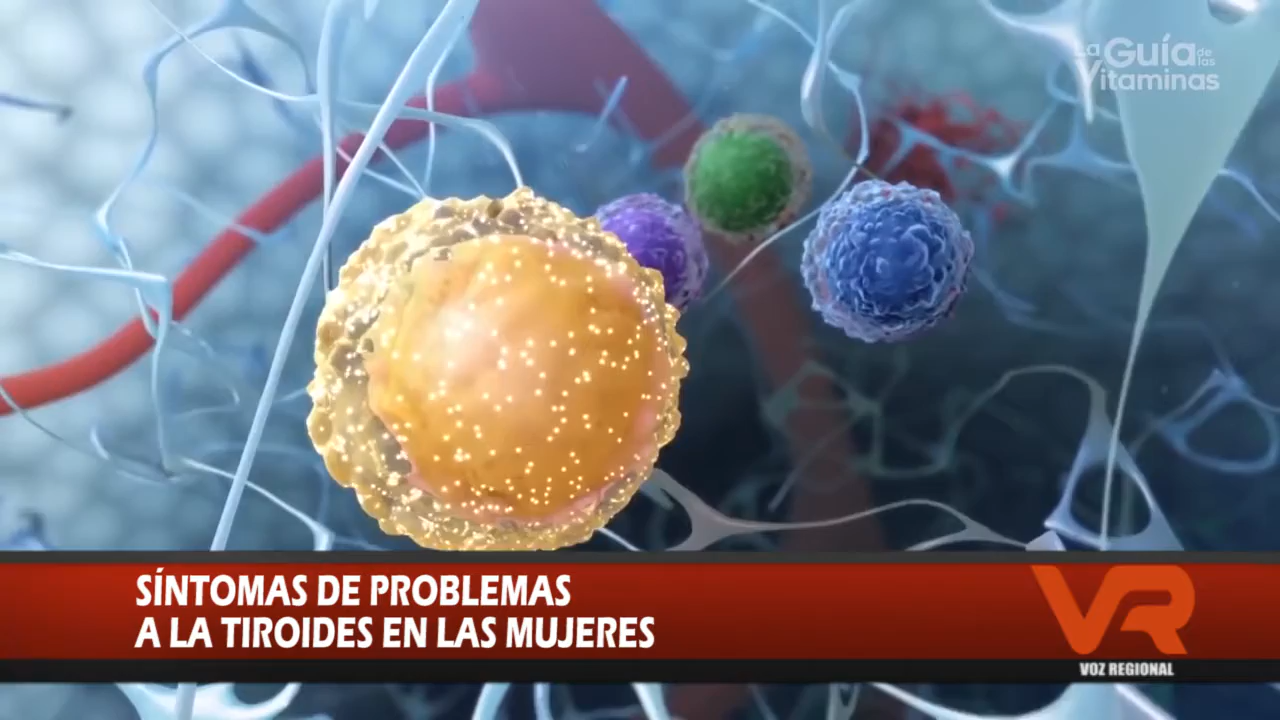 La Guía de las Vitaminas
SÍNTOMAS DE PROBLEMAS
A LA TIROIDES EN LAS MUJERES
VR
VOZ REGIONAL